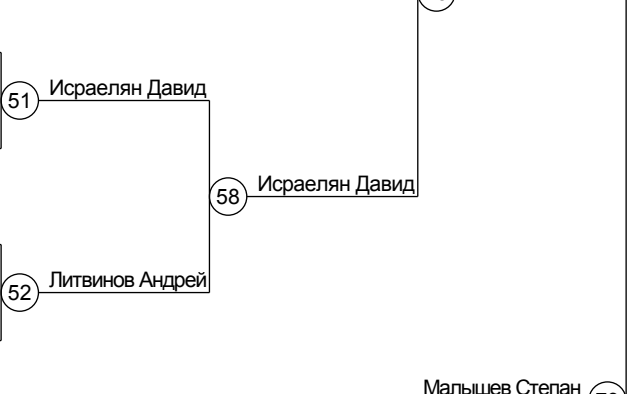 51 Исраелян Давид
58 Исраелян Давид
52 Литвинов Андрей
Малышев Степан